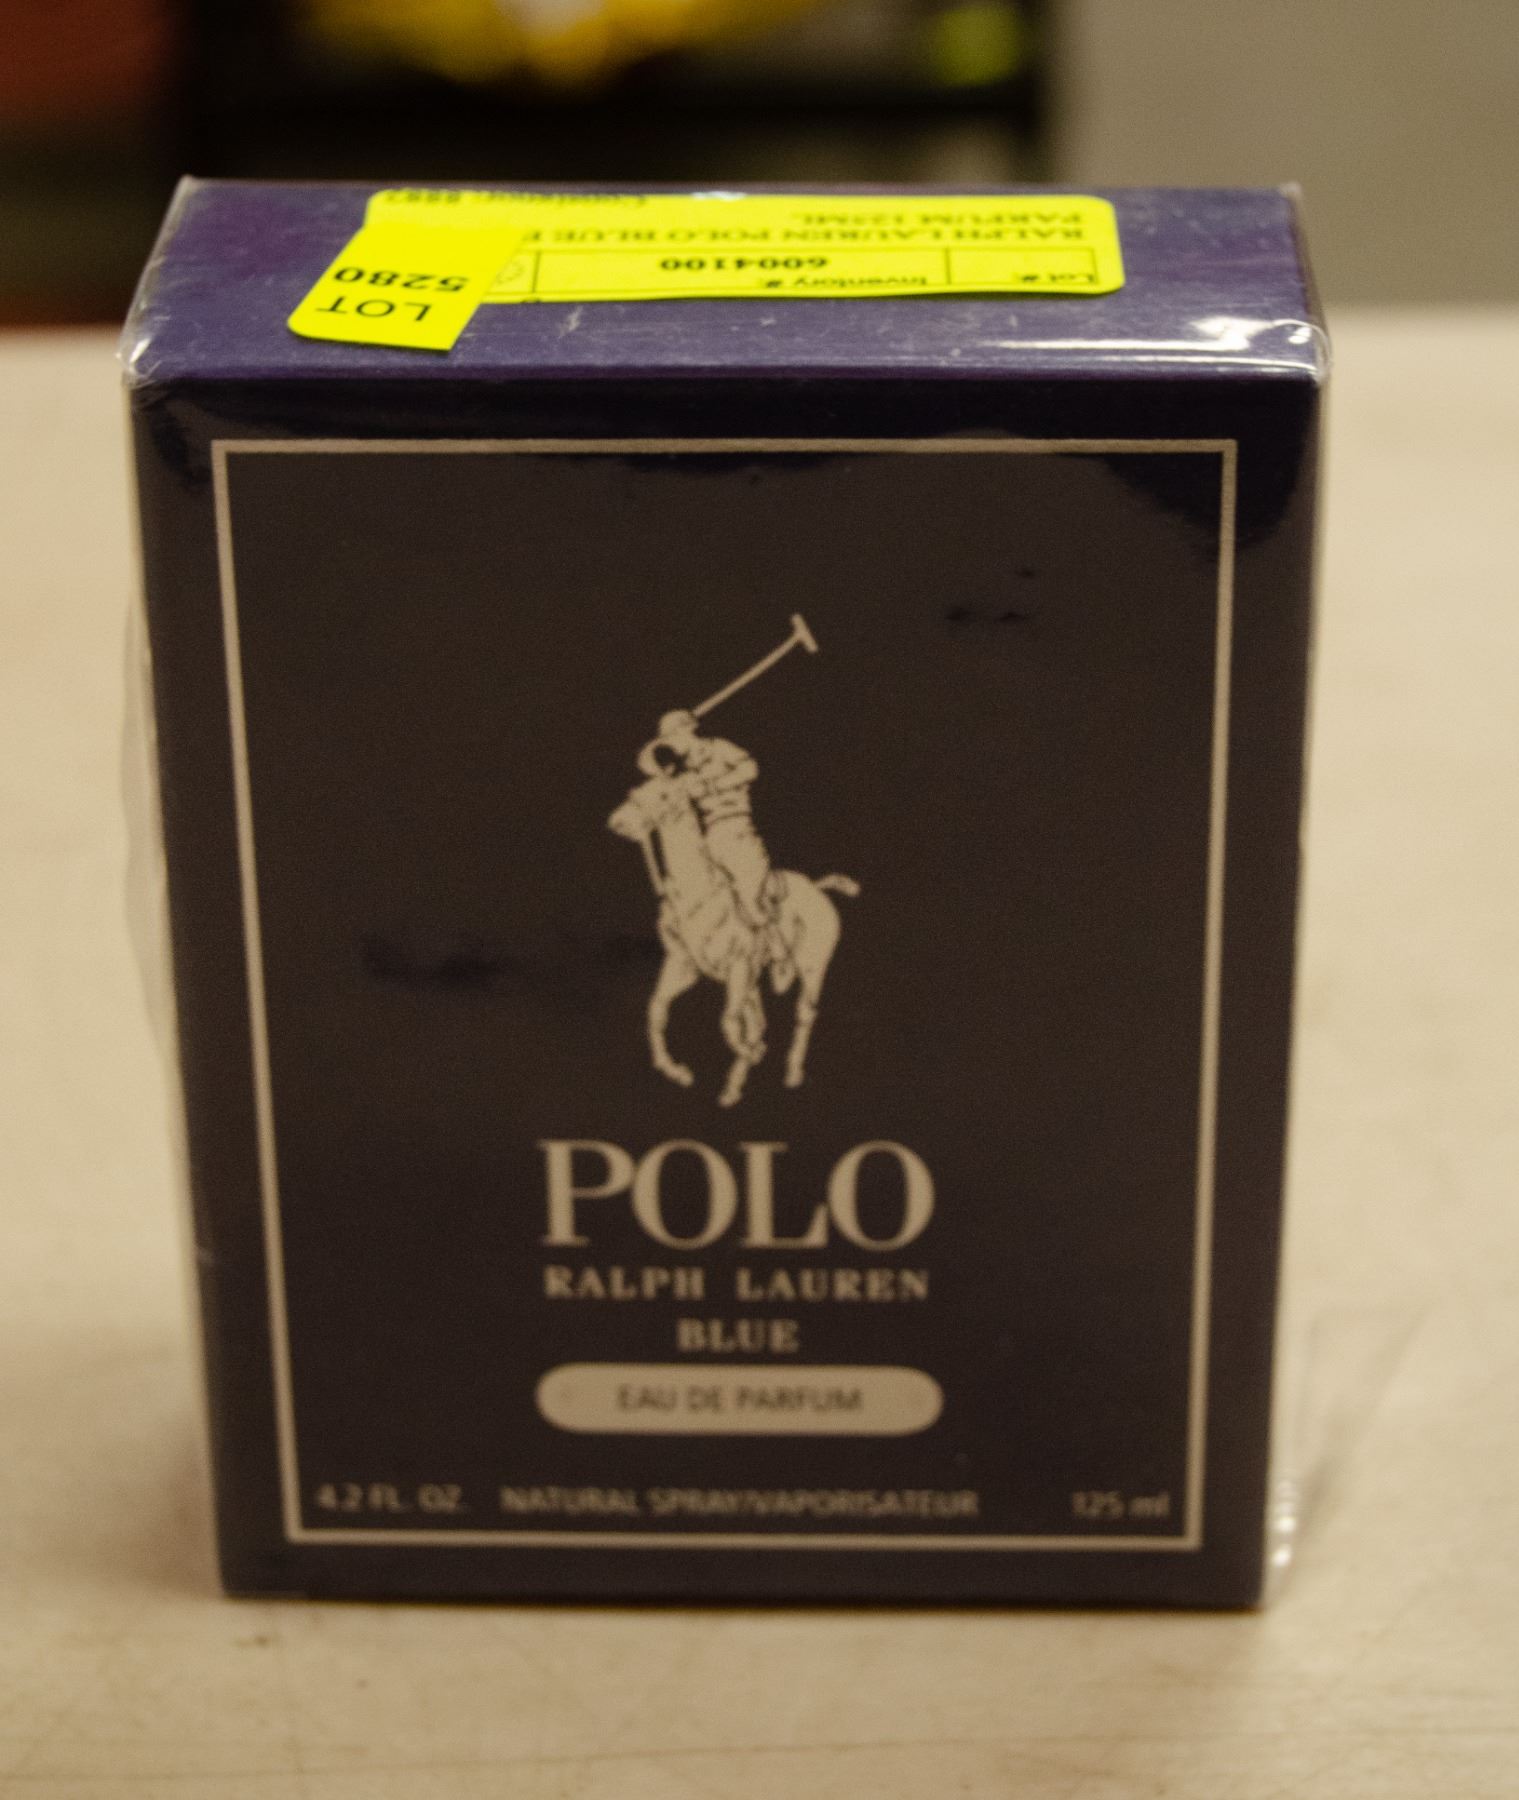 LOT
5280
Lot #:
Inventory #:
6004100
RALPH LAUREN POLO BLUE
PARFUM 125ML
POLO
RALPH LAUREN
BLUE
EAU DE PARFUM
4.2 FL. OZ. NATURAL SPRAY/VAPORISATEUR 125 ml